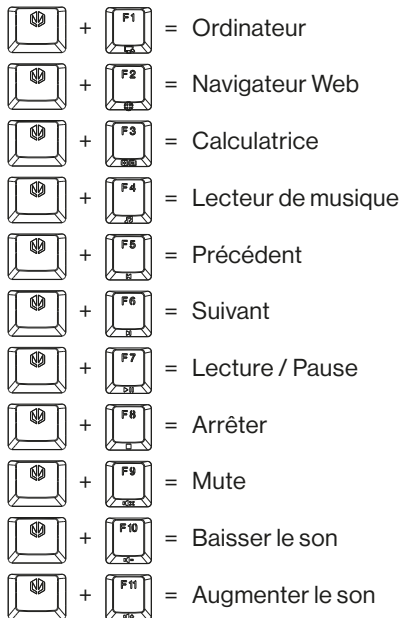 + F1 = Ordinateur
+ F2 = Navigateur Web
+ F3 = Calculatrice
+ F4 = Lecteur de musique
+ F5 = Précédent
+ F6 = Suivant
+ F7 = Lecture / Pause
+ F8 = Arrêter
+ F9 = Mute
+ F10 = Baisser le son
+ F11 = Augmenter le son